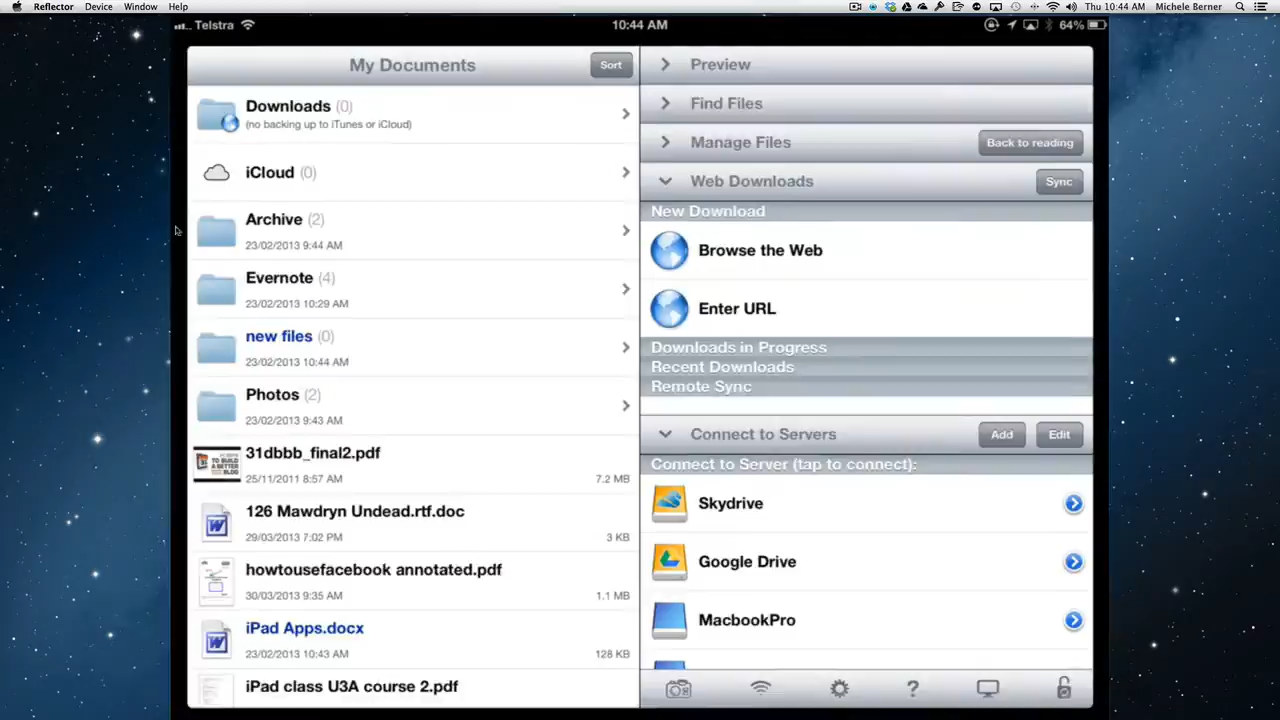 Reflector Device Window Help Thu 10:44 AM Michele Berner
Telstra 10:44 AM 64%
My Documents Sort
Downloads (0)
(no backing up to iTunes or iCloud)
iCloud (0)
Archive (2)
23/02/2013 9:44 AM
Evernote (4)
23/02/2013 10:29 AM
new files (0)
23/02/2013 10:44 AM
Photos (2)
23/02/2013 9:43 AM
31dbbb_final2.pdf
25/11/2011 8:57 AM 7.2 MB
126 Mawdryn Undead.rtf.doc
29/03/2013 7:02 PM 3 KB
howtousefacebook annotated.pdf
30/03/2013 9:35 AM 1.1 MB
iPad Apps.docx
23/02/2013 10:43 AM 128 KB
iPad class U3A course 2.pdf
Preview
Find Files
Manage Files Back to reading
Web Downloads Sync
New Download
Browse the Web
Enter URL
Downloads in Progress
Recent Downloads
Remote Sync
Connect to Servers Add Edit
Connect to Server (tap to connect):
Skydrive
Google Drive
MacbookPro
?